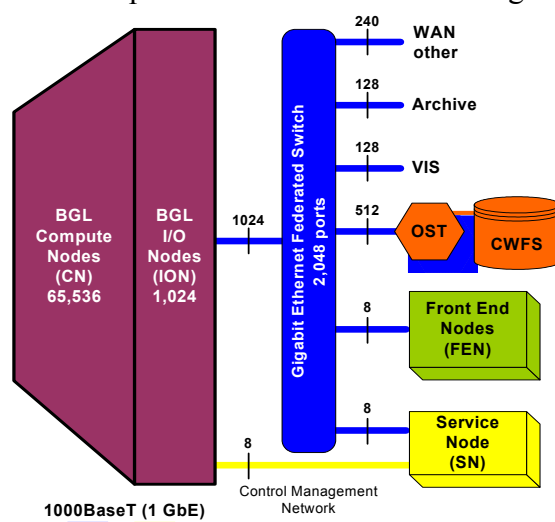 240
WAN
other
128
Archive
128
VIS
BGL
Compute
Nodes
(CN)
65,536
BGL
I/O
Nodes
(ION)
1,024
1024
Gigabit Ethernet Federated Switch
2,048 ports
512
OST
CWFS
8
Front End
Nodes
(FEN)
8
Service
Node
(SN)
8
Control Management
Network
1000BaseT (1 GbE)